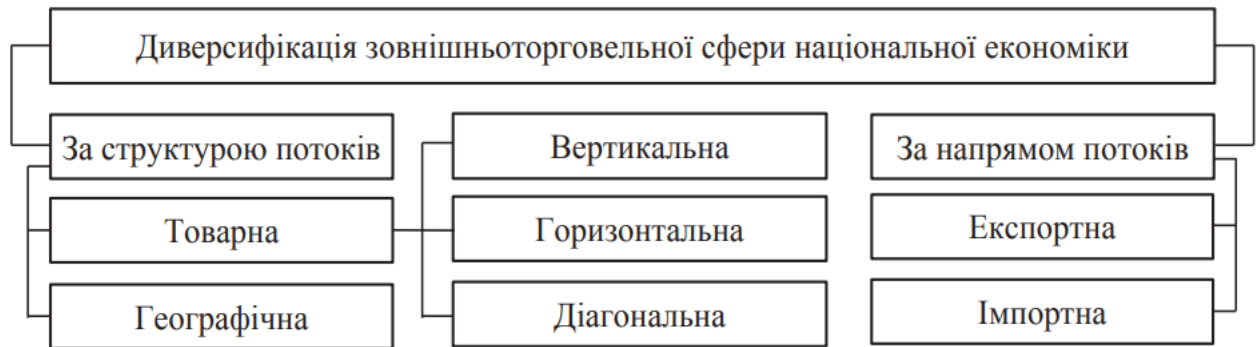 Диверсифікація зовнішньоторговельної сфери національної економіки
За структурою потоків
Вертикальна
За напрямом потоків
Товарна
Горизонтальна
Експортна
Географічна
Діагональна
Імпортна